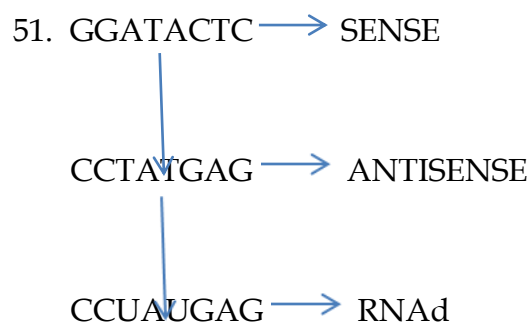 51. GGATACTC SENSE
CCTATGAG ANTISENSE
CCUAUGAG RNAd